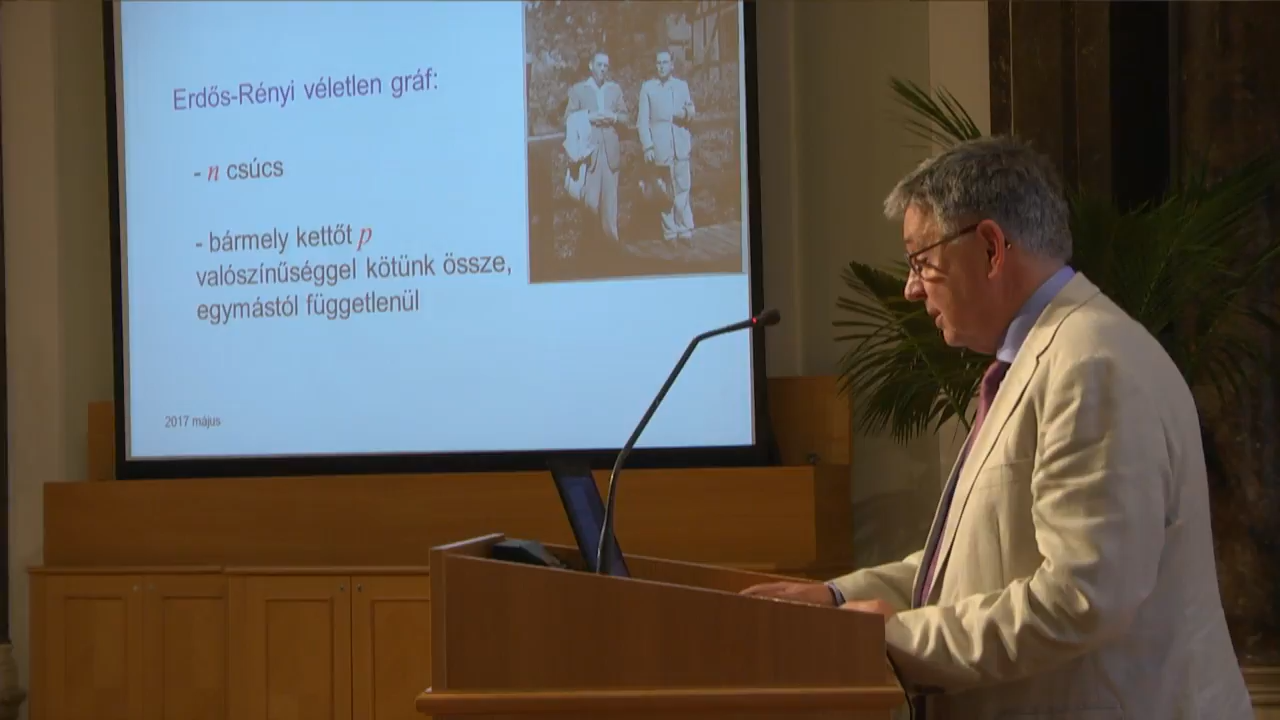 Erdős-Rényi véletlen gráf:
- n csúcs
- bármely kettőt p
valószínűséggel kötünk össze,
egymástól függetlenül
2017 május